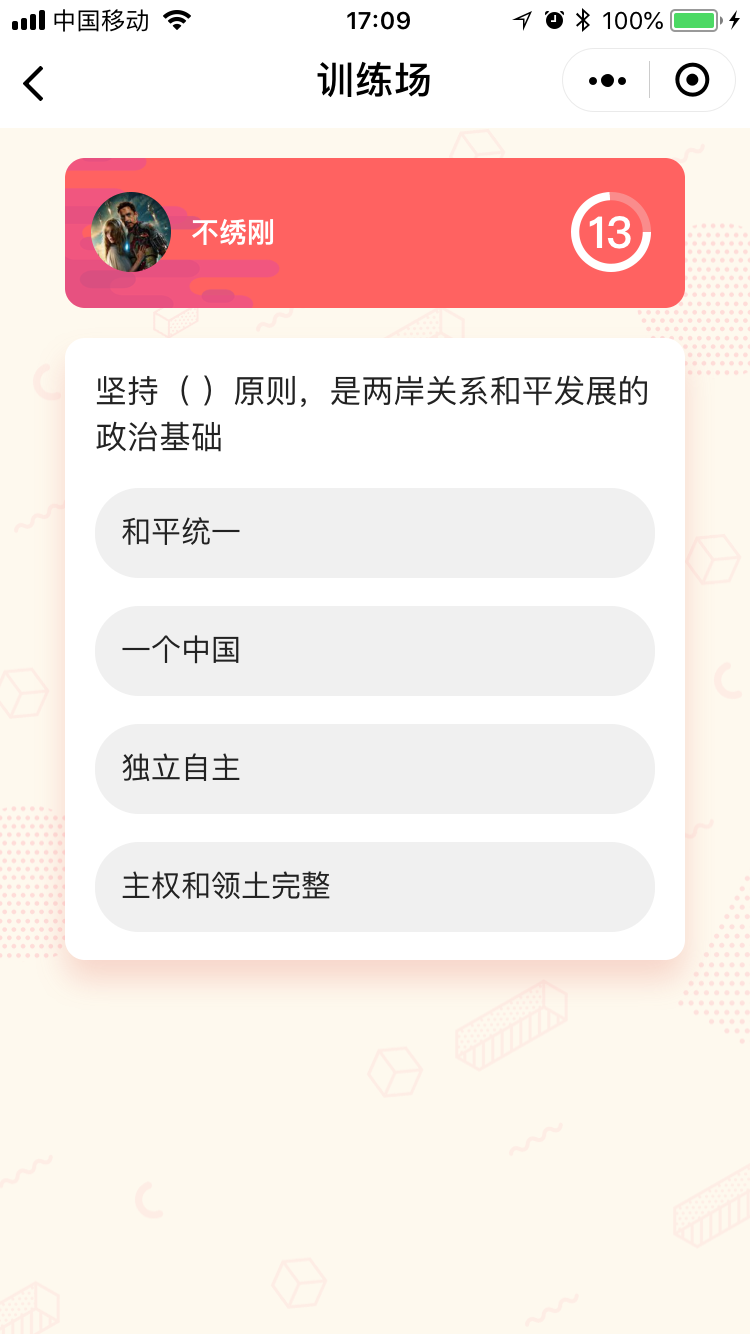 中国移动 17:09 100%
训练场
不绣刚 13
坚持（ ）原则，是两岸关系和平发展的
政治基础
和平统一
一个中国
独立自主
主权和领土完整